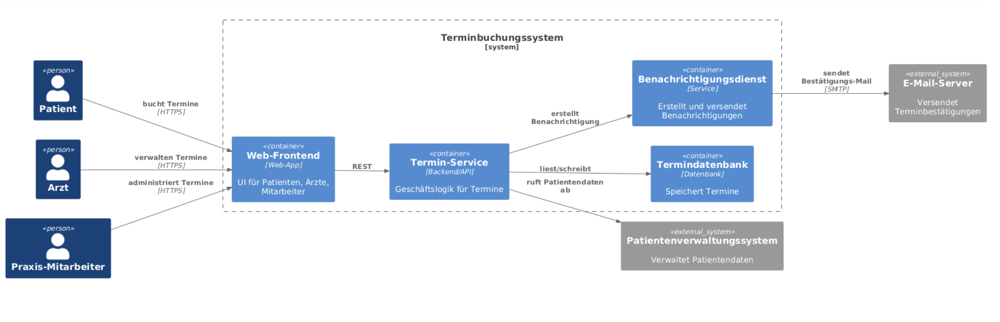 Terminbuchungssystem
[system]
«person»
Patient
bucht Termine
[HTTPS]
«person»
Arzt
verwalten Termine
[HTTPS]
«person»
Praxis-Mitarbeiter
administriert Termine
[HTTPS]
«container»
Web-Frontend
[Web-App]
UI für Patienten, Ärzte,
Mitarbeiter
REST
«container»
Termin-Service
[Backend/API]
Geschäftslogik für Termine
erstellt
Benachrichtigung
liest/schreibt
ruft Patientendaten
ab
«container»
Benachrichtigungsdienst
[Service]
Erstellt und versendet
Benachrichtigungen
«container»
Termindatenbank
[Datenbank]
Speichert Termine
«external_system»
Patientenverwaltungssystem
Verwaltet Patientendaten
sendet
Bestätigungs-Mail
[SMTP]
«external_system»
E-Mail-Server
Versendet
Terminbestätigungen